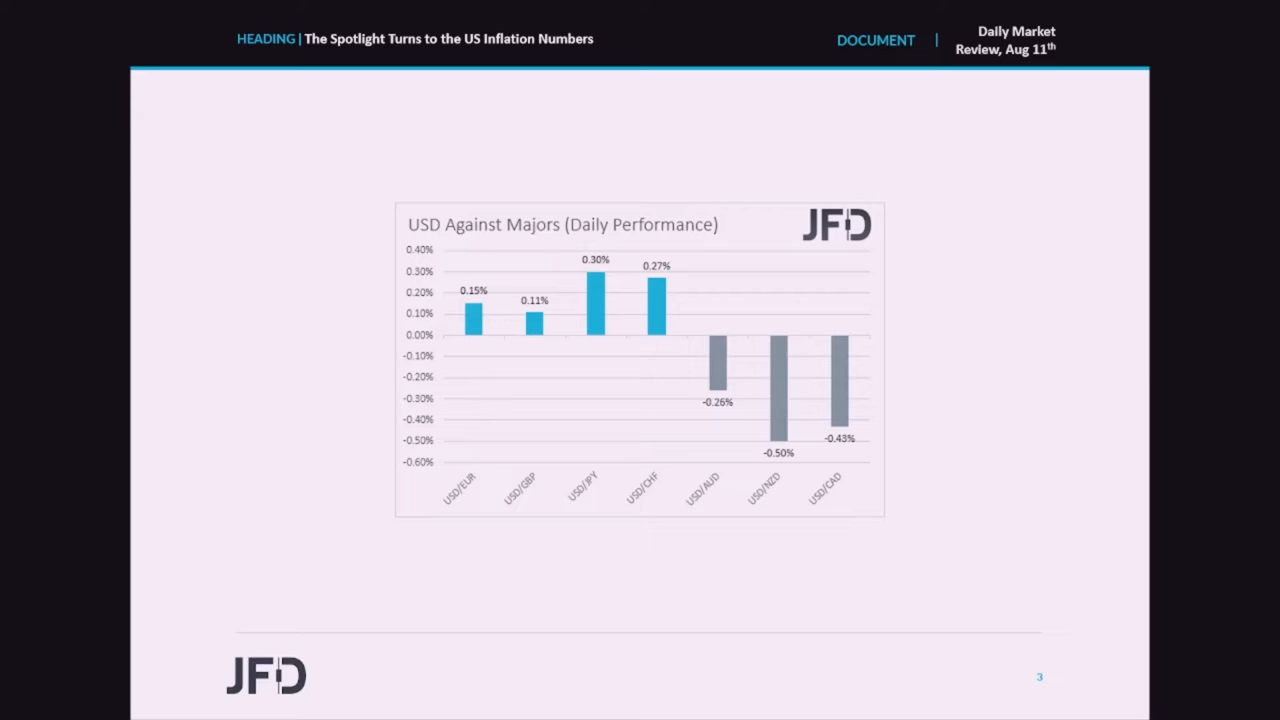 HEADING | The Spotlight Turns to the US Inflation Numbers
DOCUMENT |
Daily Market
Review, Aug 11th
USD Against Majors (Daily Performance)
JFD
0.40%
0.30%
0.20%
0.10%
0.00%
-0.10%
-0.20%
-0.30%
-0.40%
-0.50%
-0.60%
0.15%
0.11%
0.30%
0.27%
-0.26%
-0.50%
-0.43%
USD/EUR
USD/GBP
USD/JPY
USD/CHF
USD/AUD
USD/NZD
USD/CAD
JFD
3